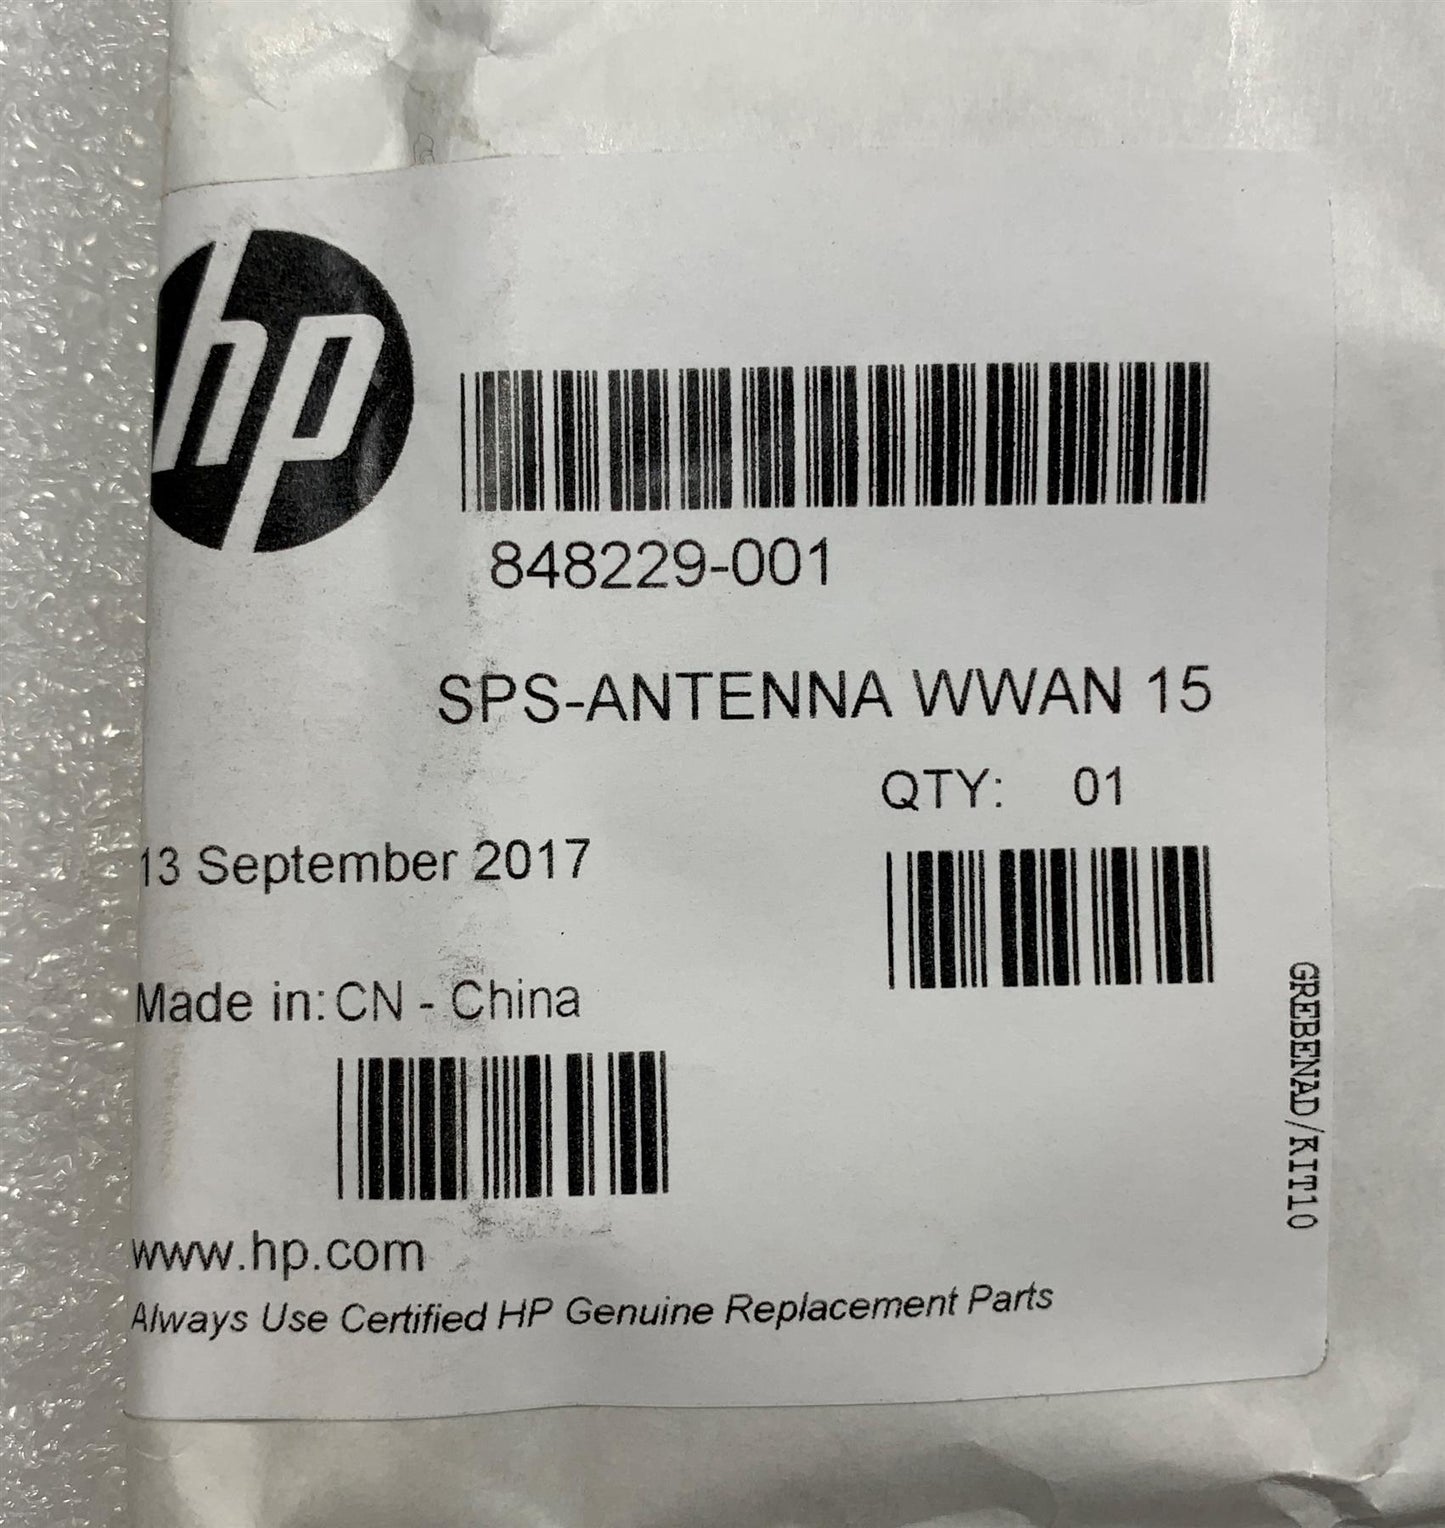 hp
848229-001
SPS-ANTENNA WWAN 15
QTY: 01
13 September 2017
Made in: CN - China
www.hp.com
Always Use Certified HP Genuine Replacement Parts
GREBENAD/KIT10